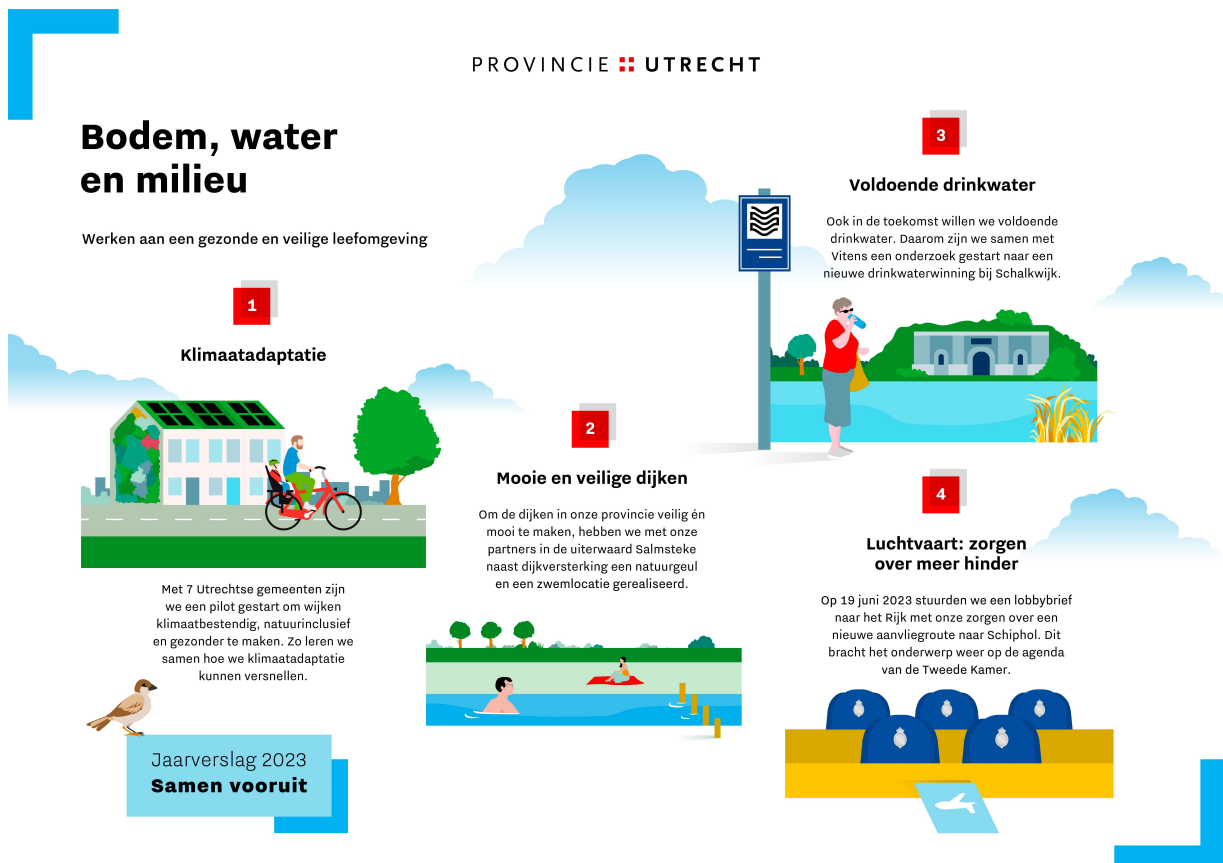 PROVINCIE UTRECHT
Bodem, water
en milieu
Werken aan een gezonde en veilige leefomgeving
1
Klimaatadaptatie
Met 7 Utrechtse gemeenten zijn
we een pilot gestart om wijken
klimaatbestendig, natuurinclusief
en gezonder te maken. Zo leren we
samen hoe we klimaatadaptatie
kunnen versnellen.
2
Mooie en veilige dijken
Om de dijken in onze provincie veilig én
mooi te maken, hebben we met onze
partners in de uiterwaard Salmsteke
naast dijkversterking een natuurgeul
en een zwemlocatie gerealiseerd.
3
Voldoende drinkwater
Ook in de toekomst willen we voldoende
drinkwater. Daarom zijn we samen met
Vitens een onderzoek gestart naar een
nieuwe drinkwaterwinning bij Schalkwijk.
4
Luchtvaart: zorgen
over meer hinder
Op 19 juni 2023 stuurden we een lobbybrief
naar het Rijk met onze zorgen over een
nieuwe aanvliegroute naar Schiphol. Dit
bracht het onderwerp weer op de agenda
van de Tweede Kamer.
Jaarverslag 2023
Samen vooruit